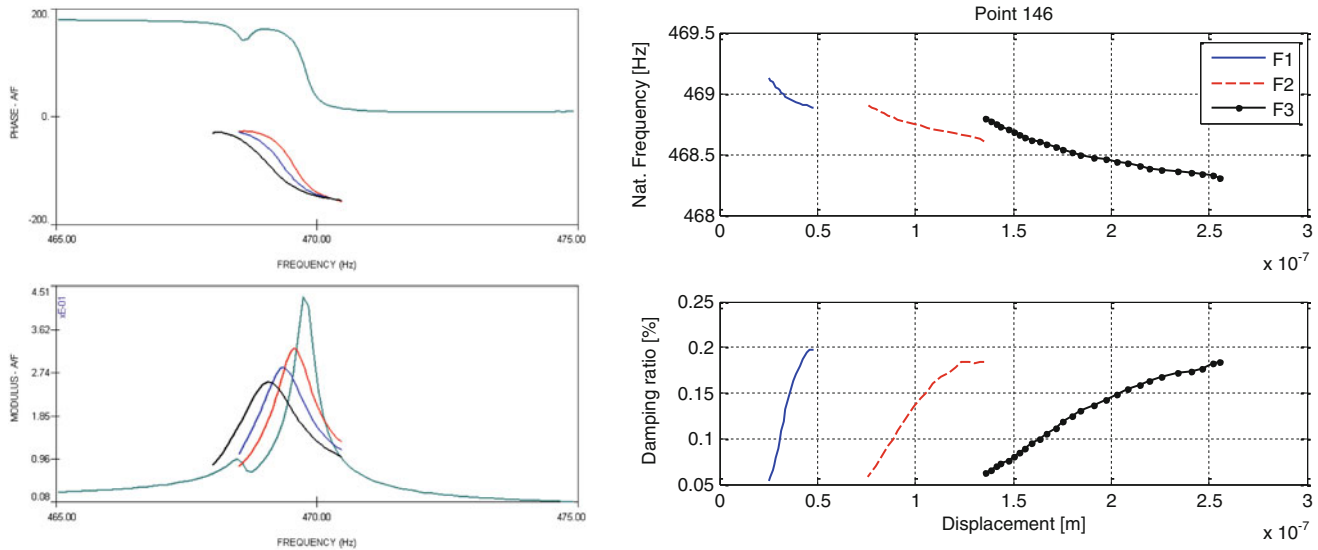 200.
0.
-200.
PHASE - A/F
465.00
470.00
475.00
FREQUENCY (Hz)
4.51
3.62
2.74
1.85
0.96
0.08
xE-01
MODULUS - A/F
465.00
470.00
475.00
FREQUENCY (Hz)
Point 146
469.5
469
468.5
468
Nat. Frequency [Hz]
F1
F2
F3
0
0.5
1
1.5
2
2.5
3
x 10-7
0.25
0.2
0.15
0.1
0.05
Damping ratio [%]
0
0.5
1
1.5
2
2.5
3
Displacement [m]
x 10-7